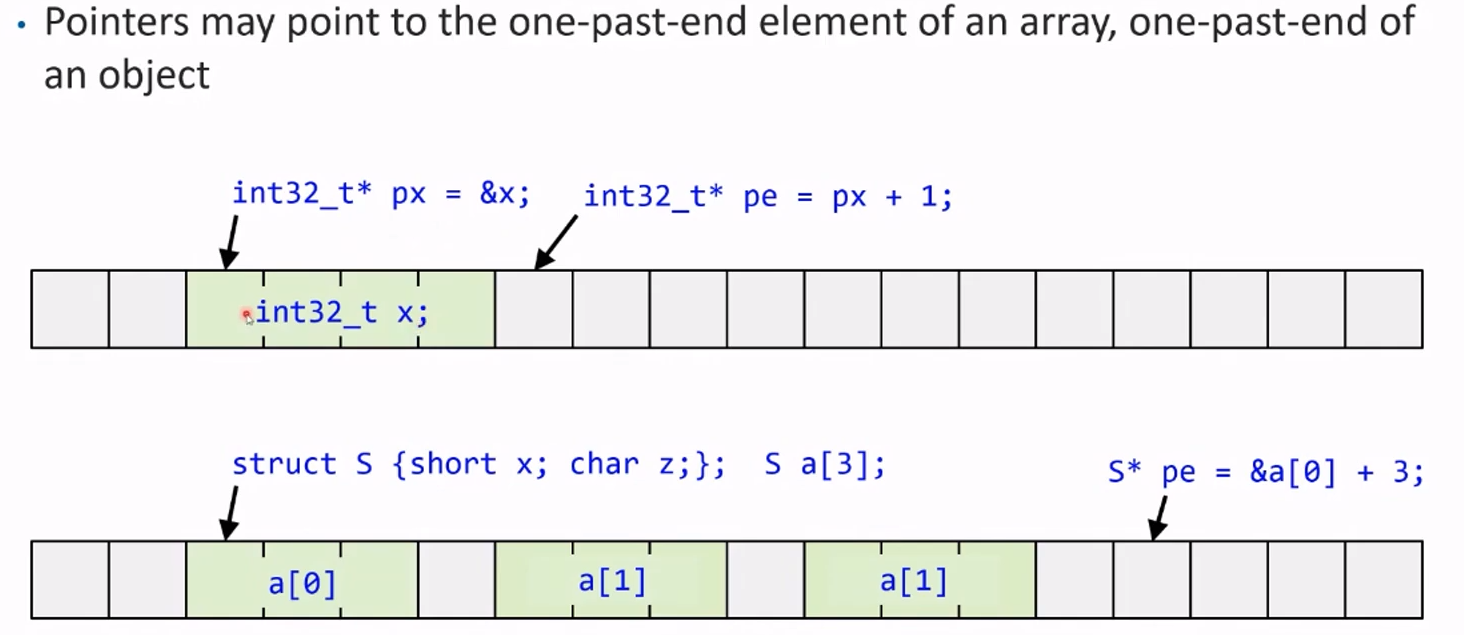 • Pointers may point to the one-past-end element of an array, one-past-end of
an object
int32_t* px = &x; int32_t* pe = px + 1;
int32_t x;
struct S {short x; char z;}; S a[3]; S* pe = &a[0] + 3;
a[0] a[1] a[1]